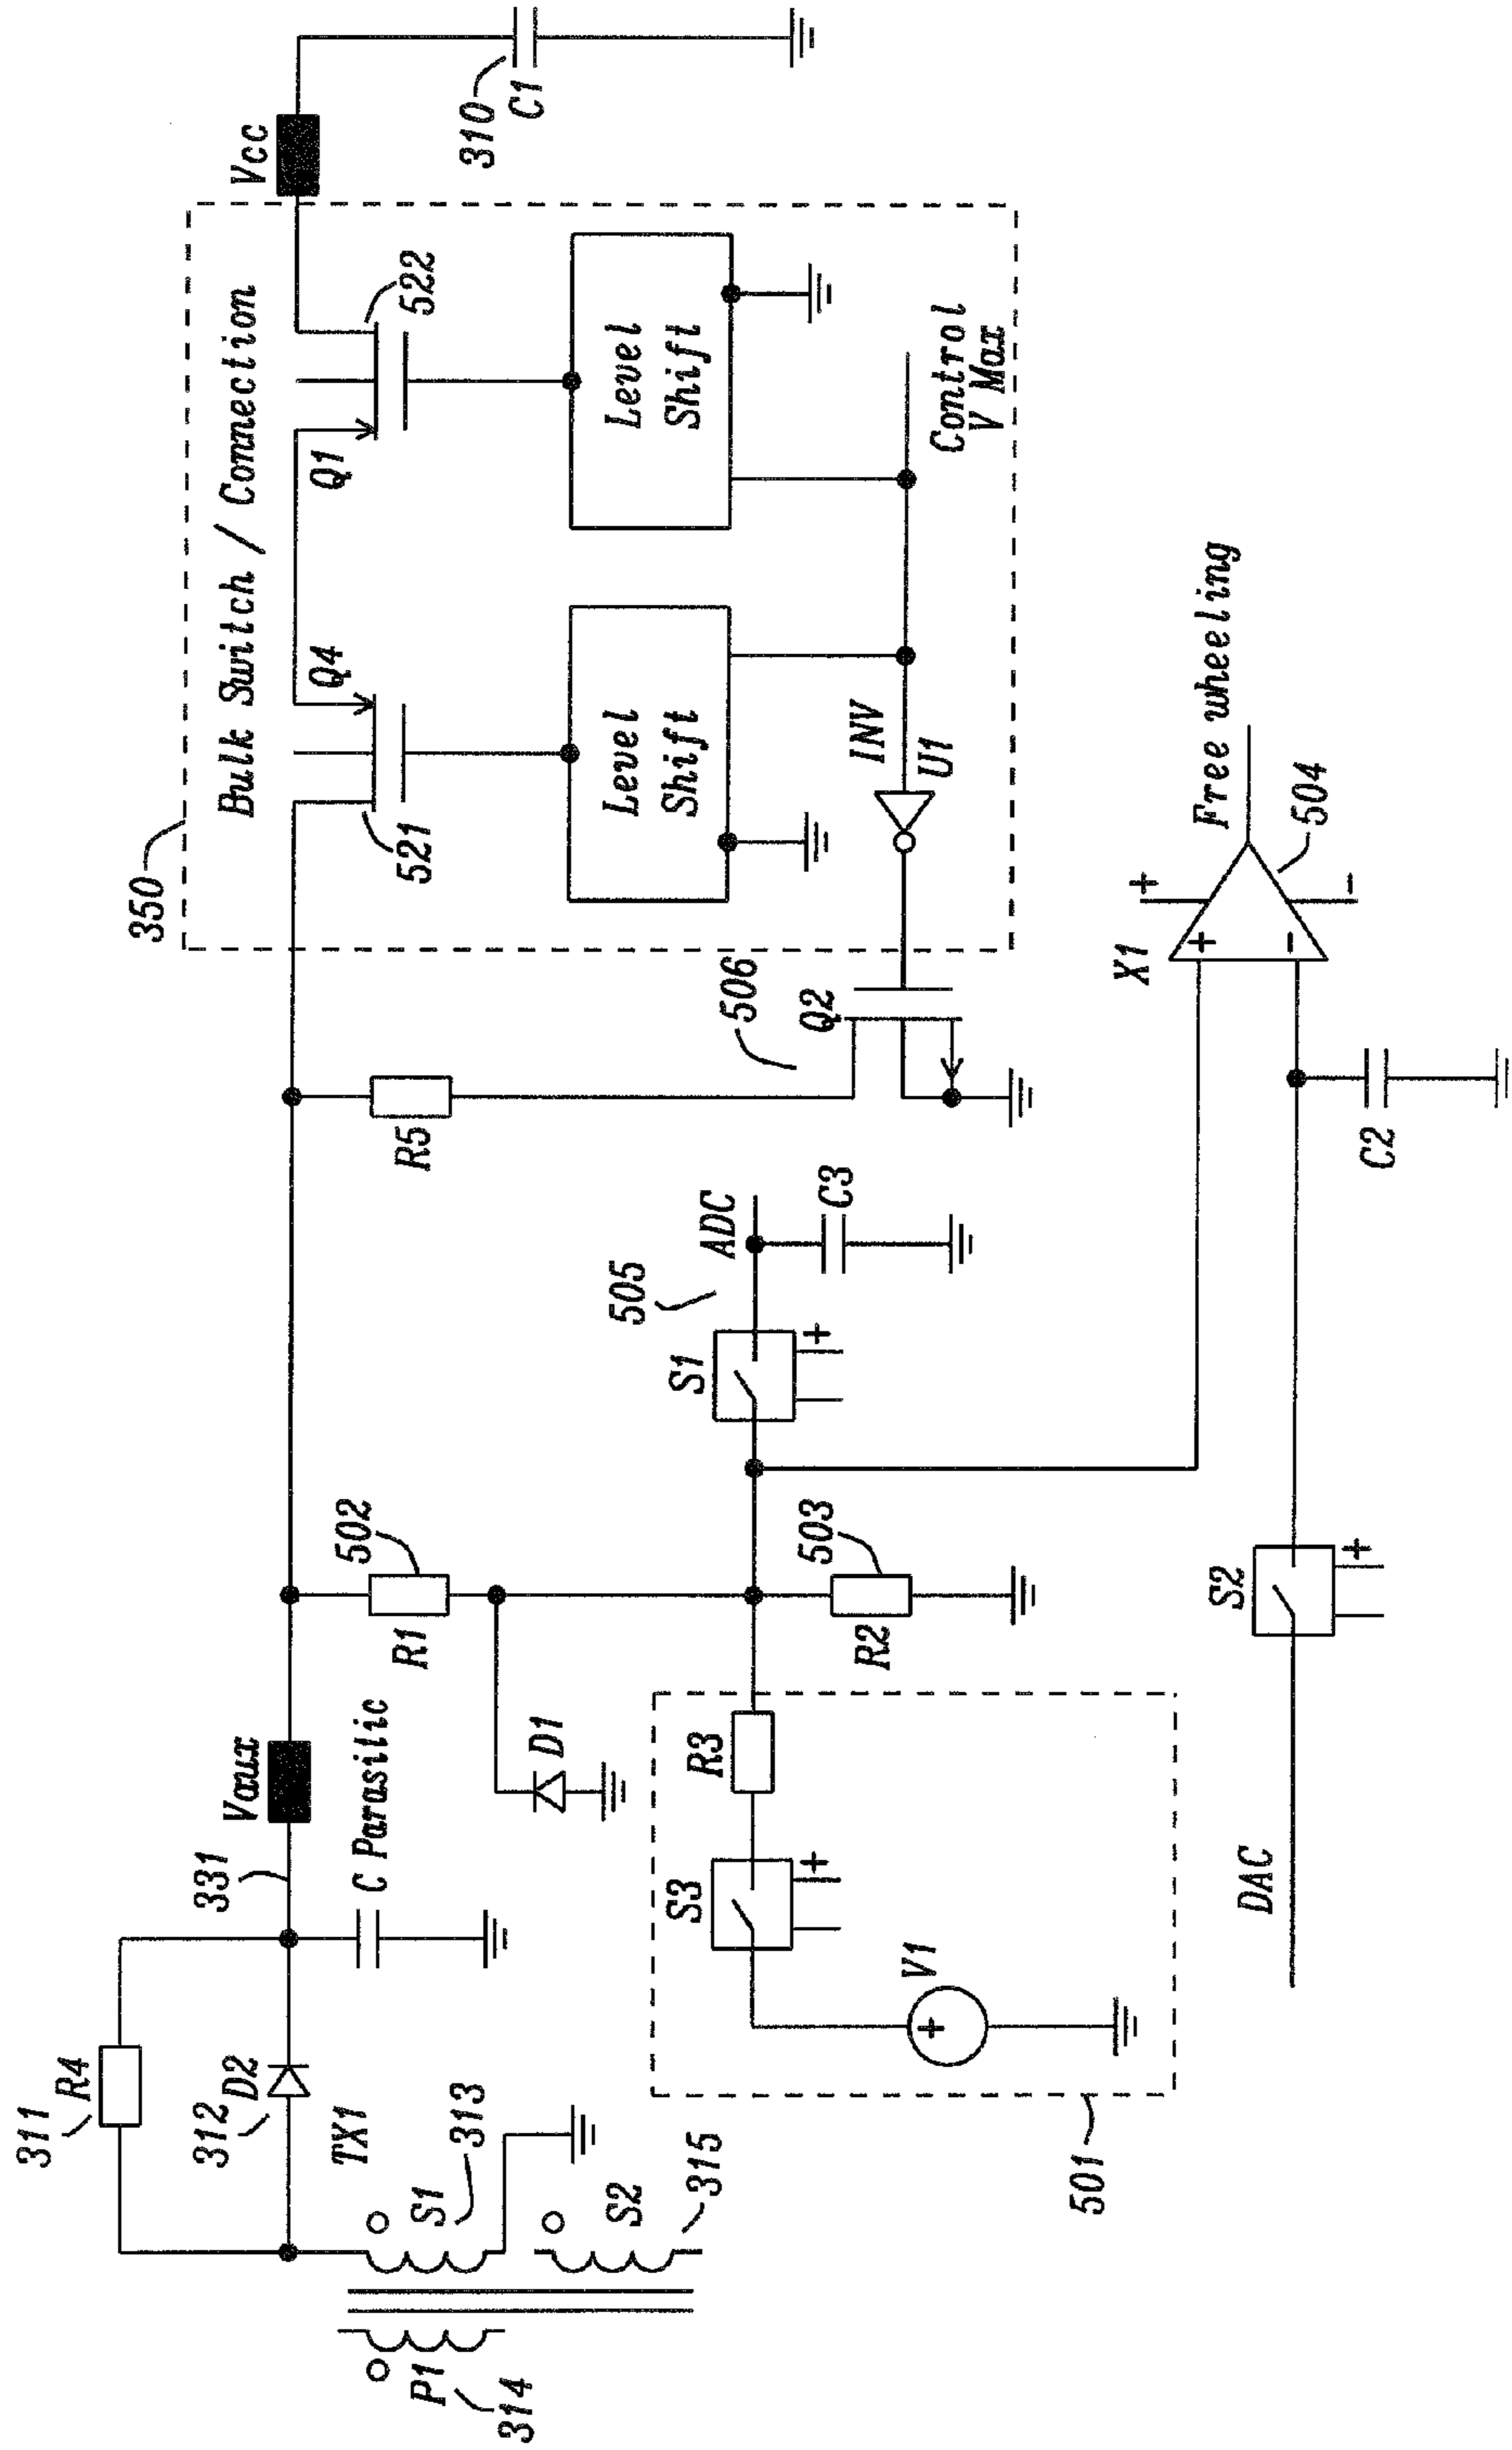 311
R4
312
D2
TX1
S1
313
S2
315
P1
314
331
Vaux
C Parasitic
R1
502
D1
R5
506
Q2
350
Bulk Switch / Connection
521
Q4
Q1
522
Level
Shift
Level
Shift
INV
U1
Control
V Max
Vcc
310
C1
501
S3
+
V1
+
R3
R2
503
S1
+
505
ADC
C3
DAC
S2
+
C2
X1
+
-
+
-
504
Free wheeling